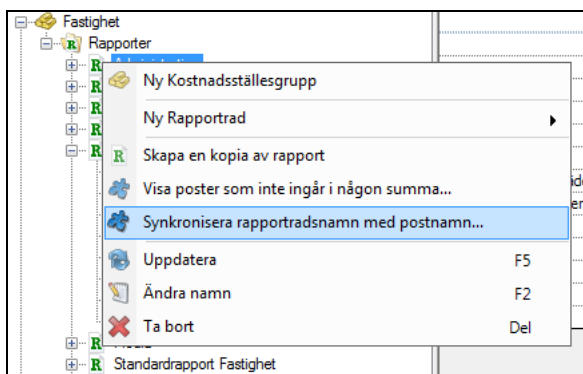 Fastighet
Rapporter
Ny Kostnadsställesgrupp
Ny Rapportrad
Skapa en kopia av rapport
Visa poster som inte ingår i någon summa...
Synkronisera rapportradsnamn med postnamn...
Uppdatera F5
Ändra namn F2
Ta bort Del
Standardrapport Fastighet